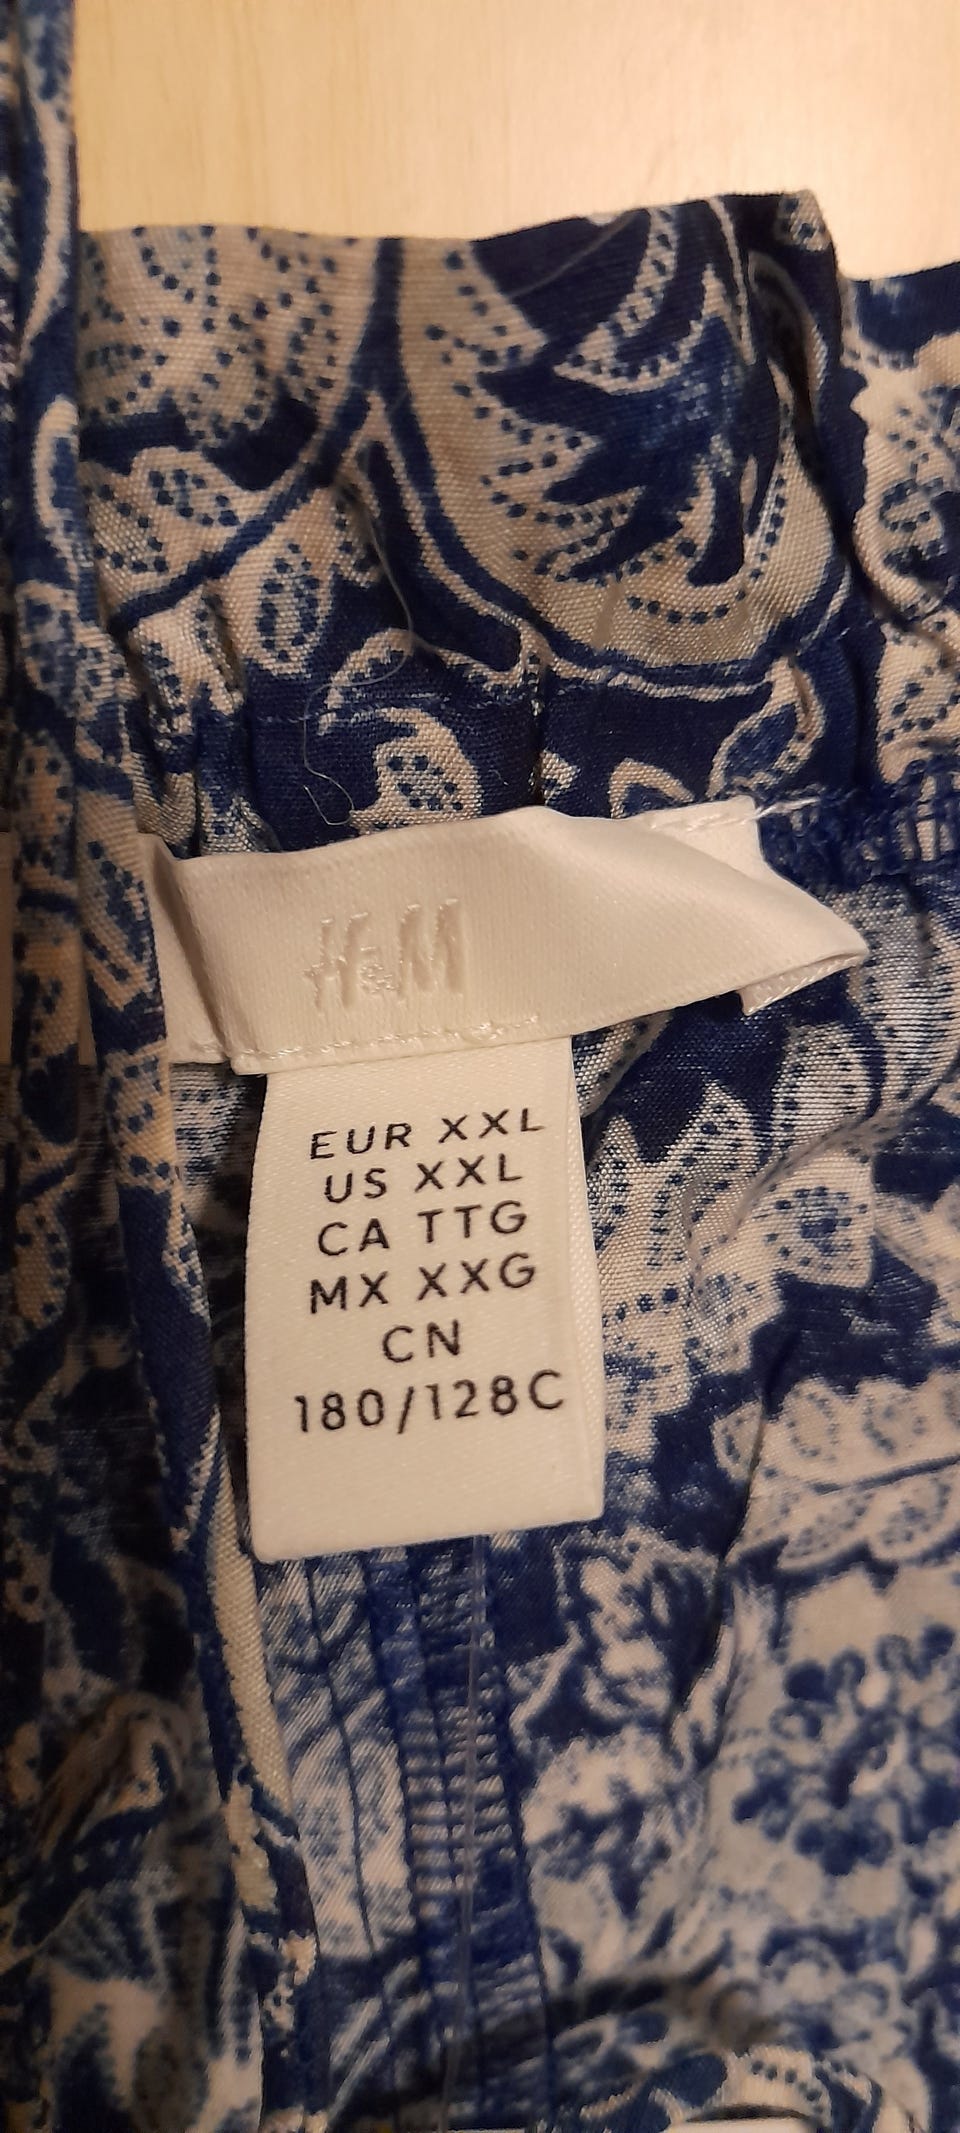 H&M
EUR XXL
US XXL
CA TTG
MX XXG
CN
180/128C